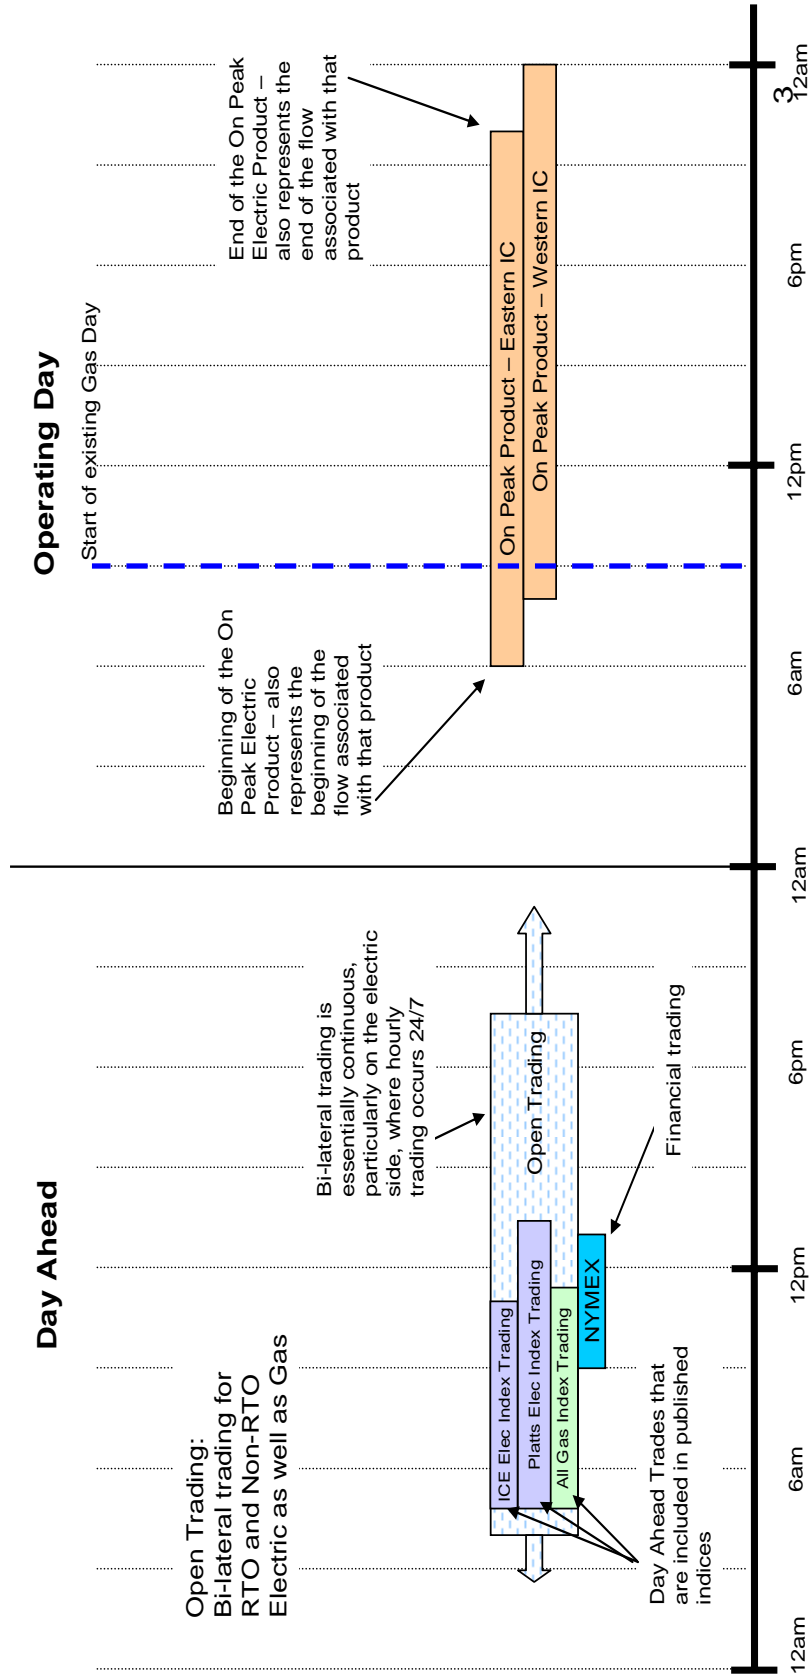 Day Ahead
Operating Day
Open Trading:
Bi-lateral trading for
RTO and Non-RTO
Electric as well as Gas
Bi-lateral trading is
essentially continuous,
particularly on the electric
side, where hourly
trading occurs 24/7
Start of existing Gas Day
Beginning of the On
Peak Electric
Product – also
represents the
beginning of the
flow associated
with that product
End of the On Peak
Electric Product –
also represents the
end of the flow
associated with that
product
ICE Elec Index Trading
Platts Elec Index Trading
All Gas Index Trading
Open Trading
NYMEX
On Peak Product – Eastern IC
On Peak Product – Western IC
Day Ahead Trades that
are included in published
indices
Financial trading
12am
6am
12pm
6pm
12am
6am
12pm
6pm
12am
3